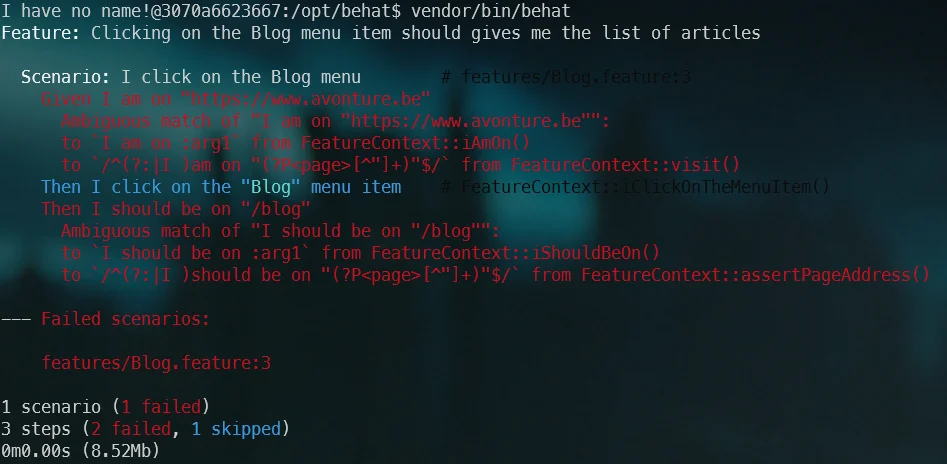 I have no name!@3070a6623667:/opt/behat$ vendor/bin/behat
Feature: Clicking on the Blog menu item should gives me the list of articles
Scenario: I click on the Blog menu # features/Blog.feature:3
Given I am on "https://www.avonture.be"
Ambiguous match of "I am on "https://www.avonture.be"":
to `I am on :arg1` from FeatureContext::iAmOn()
to `/^(?:|I )am on "(?P<page>[^"]+)"$/` from FeatureContext::visit()
Then I click on the "Blog" menu item # FeatureContext::iClickOnTheMenuItem()
Then I should be on "/blog"
Ambiguous match of "I should be on "/blog"":
to `I should be on :arg1` from FeatureContext::iShouldBeOn()
to `/^(?:|I )should be on "(?P<page>[^"]+)"$/` from FeatureContext::assertPageAddress()
--- Failed scenarios:
features/Blog.feature:3
1 scenario (1 failed)
3 steps (2 failed, 1 skipped)
0m0.00s (8.52Mb)